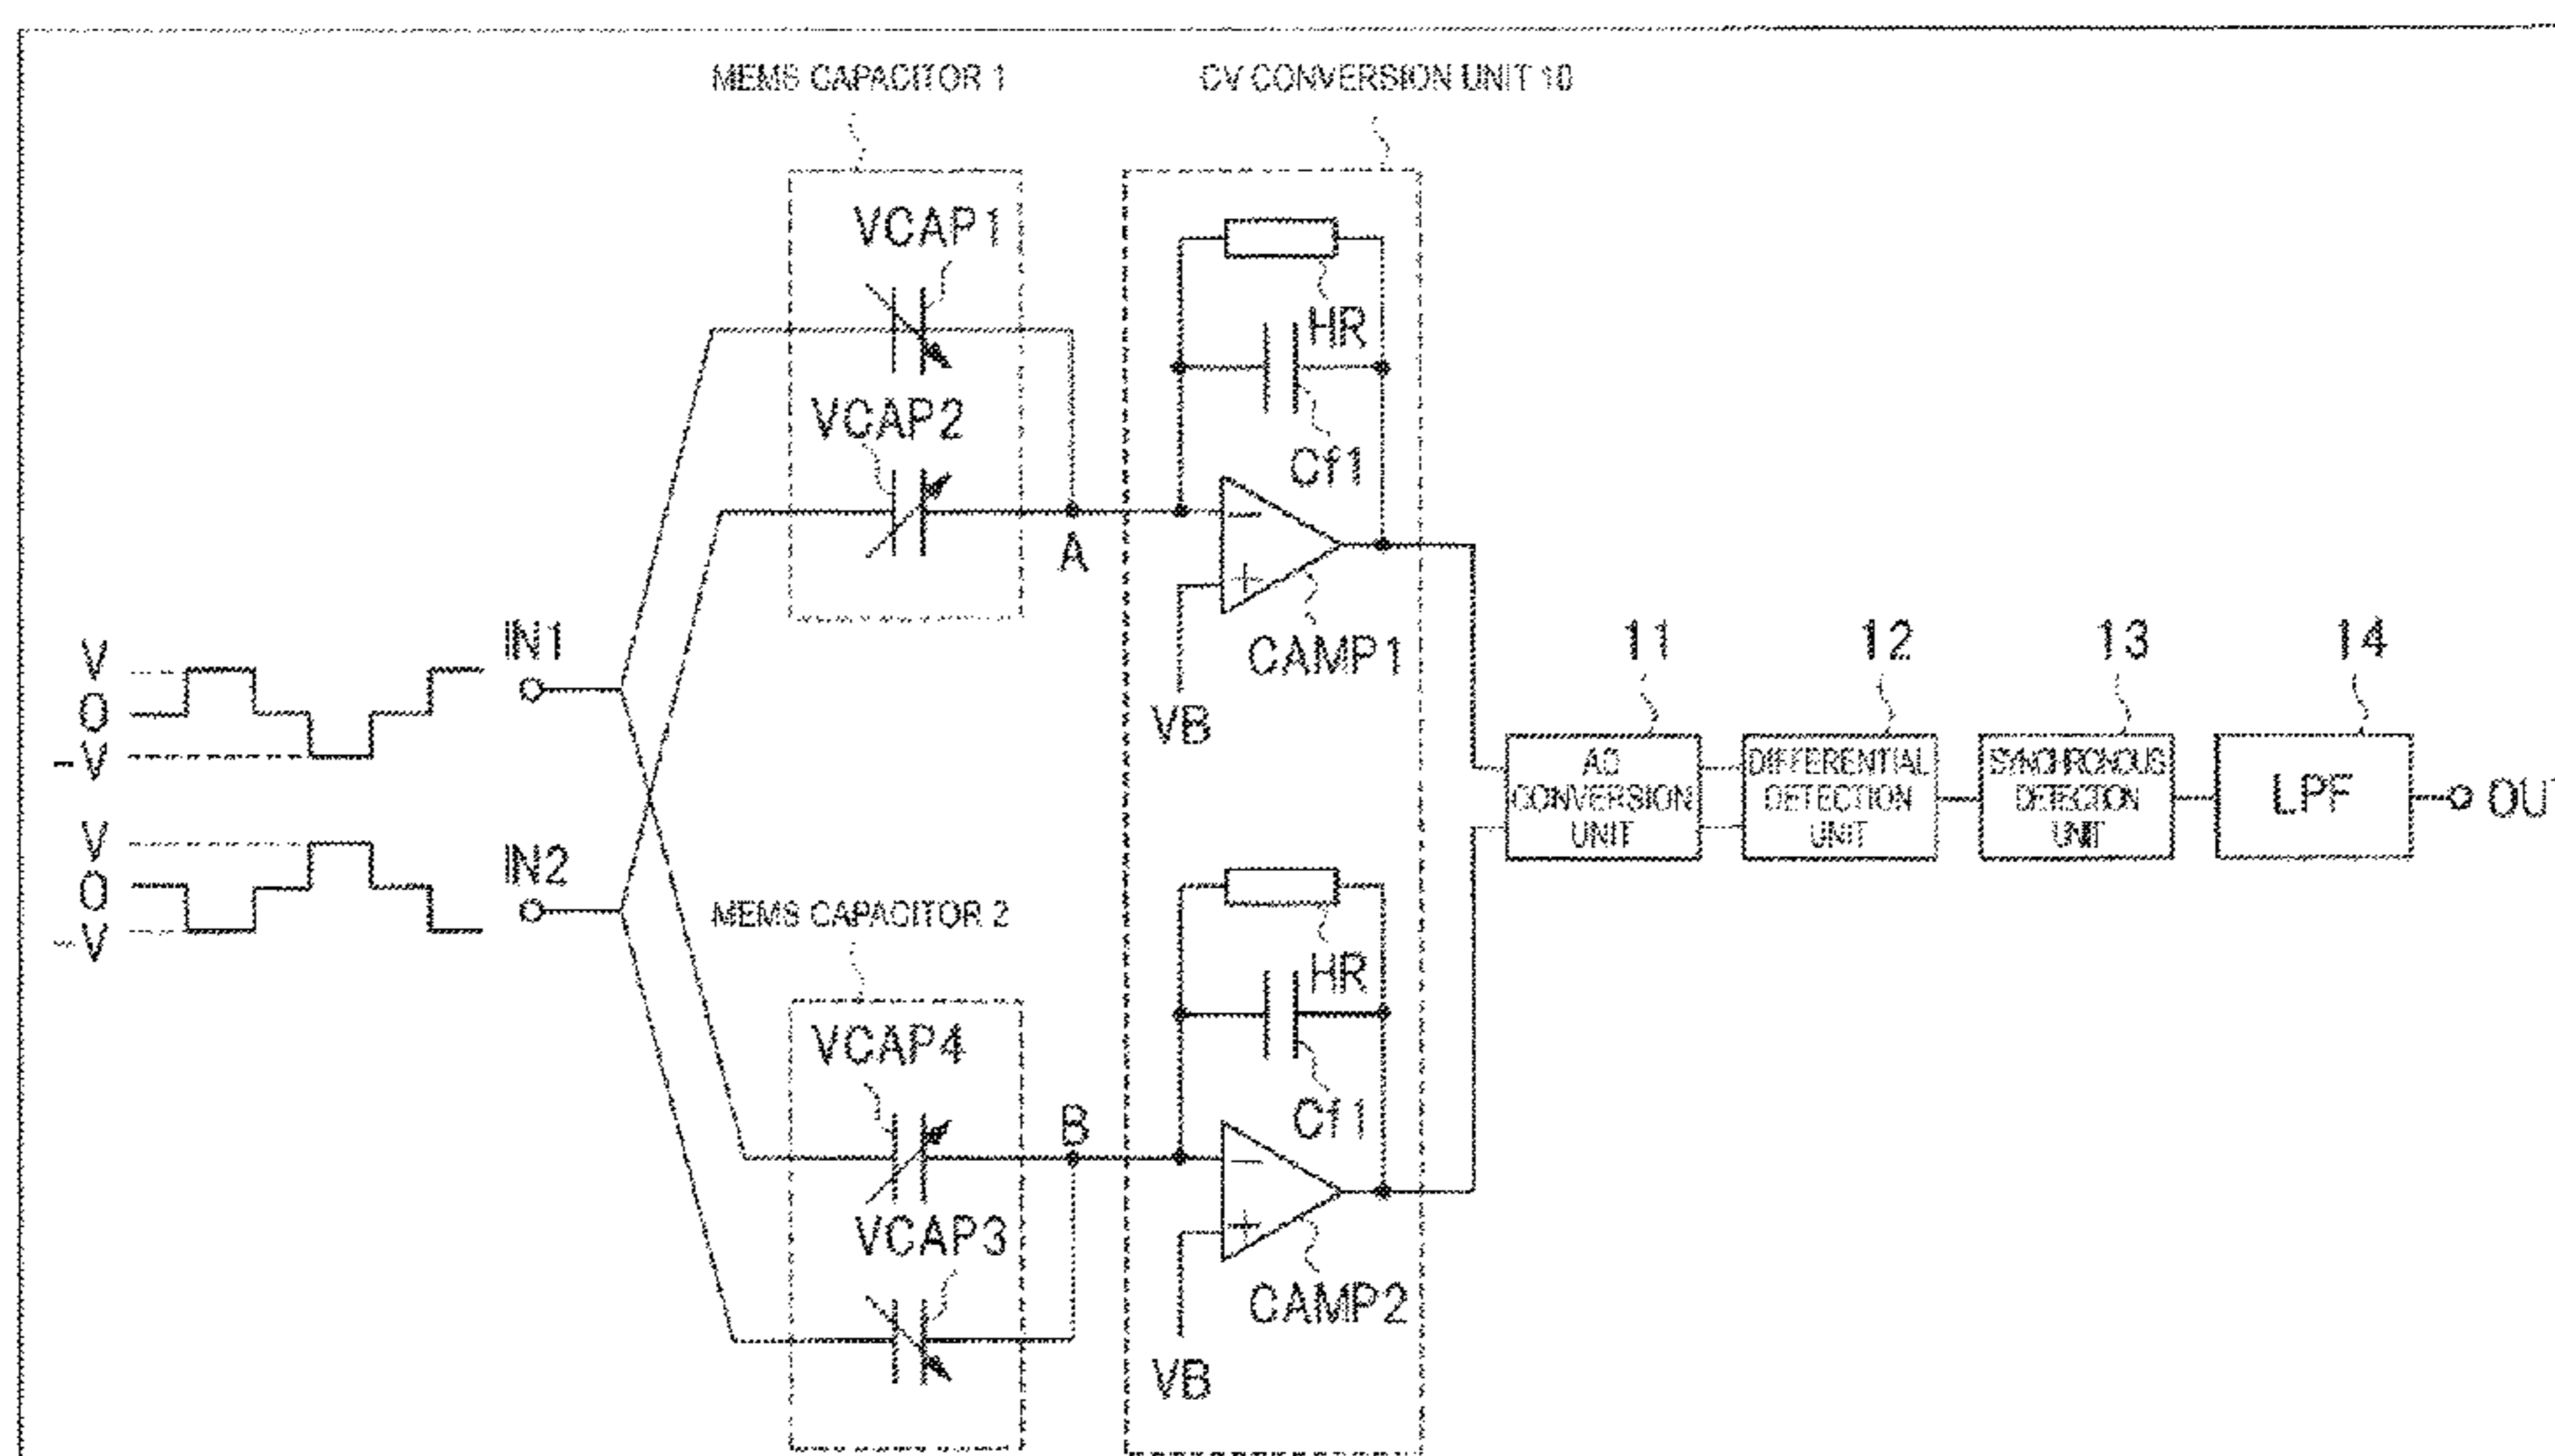 MEMS CAPACITOR 1
CV CONVERSION UNIT 10
VCAP1
HR
VCAP2
Cf1
A
−
+
CAMP1
VB
V
0
-V
IN1
V
0
-V
IN2
11
12
13
14
AD
CONVERSION
UNIT
DIFFERENTIAL
DETECTION
UNIT
SYNCHRONOUS
DETECTION
UNIT
LPF
OUT
MEMS CAPACITOR 2
HR
VCAP4
Cf1
B
−
+
VCAP3
CAMP2
VB